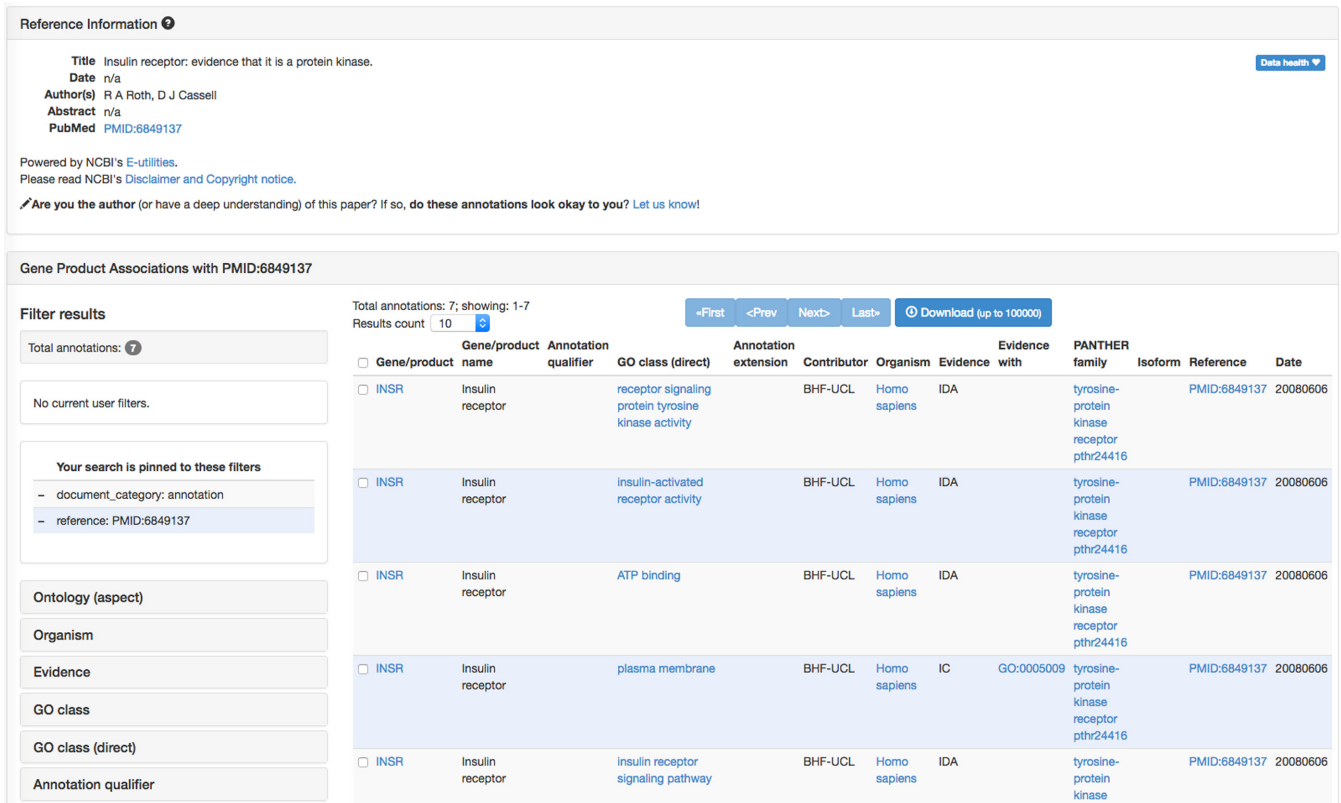 Reference Information ?
Title Insulin receptor: evidence that it is a protein kinase.
Data health
Date n/a
Author(s) R A Roth, D J Cassell
Abstract n/a
PubMed PMID:6849137
Powered by NCBI's E-utilities.
Please read NCBI's Disclaimer and Copyright notice.
Are you the author (or have a deep understanding) of this paper? If so, do these annotations look okay to you? Let us know!
Gene Product Associations with PMID:6849137
Filter results
Total annotations: 7
No current user filters.
Your search is pinned to these filters
– document_category: annotation
– reference: PMID:6849137
Ontology (aspect)
Organism
Evidence
GO class
GO class (direct)
Annotation qualifier
Total annotations: 7; showing: 1-7
Results count 10
«First <Prev Next> Last» Download (up to 100000)
Gene/product Annotation Annotation Evidence PANTHER
Gene/product name qualifier GO class (direct) extension Contributor Organism Evidence with family Isoform Reference Date
INSR Insulin receptor signaling BHF-UCL Homo IDA tyrosine- PMID:6849137 20080606
receptor protein tyrosine sapiens protein
kinase activity kinase
receptor
pthr24416
INSR Insulin insulin-activated BHF-UCL Homo IDA tyrosine- PMID:6849137 20080606
receptor receptor activity sapiens protein
kinase
receptor
pthr24416
INSR Insulin ATP binding BHF-UCL Homo IDA tyrosine- PMID:6849137 20080606
receptor sapiens protein
kinase
receptor
pthr24416
INSR Insulin plasma membrane BHF-UCL Homo IC GO:0005009 tyrosine- PMID:6849137 20080606
receptor sapiens protein
kinase
receptor
pthr24416
INSR Insulin insulin receptor BHF-UCL Homo IDA tyrosine- PMID:6849137 20080606
receptor signaling pathway sapiens protein
kinase